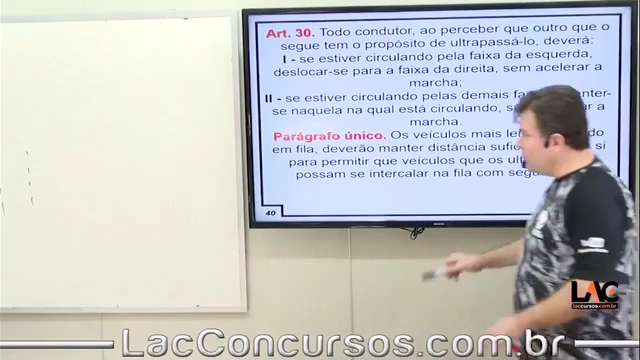 Art. 30. Todo condutor, ao perceber que outro que o
segue tem o propósito de ultrapassá-lo, deverá:
I - se estiver circulando pela faixa da esquerda,
deslocar-se para a faixa da direita, sem acelerar a
marcha;
II - se estiver circulando pelas demais
se naquela na qual está circulando, a
marcha.
Parágrafo único. Os veículos mais
em fila, deverão manter distância si
para permitir que veículos que os
possam se intercalar na fila com
40
LAC
laccursos.com.br
LacConcursos.com.br